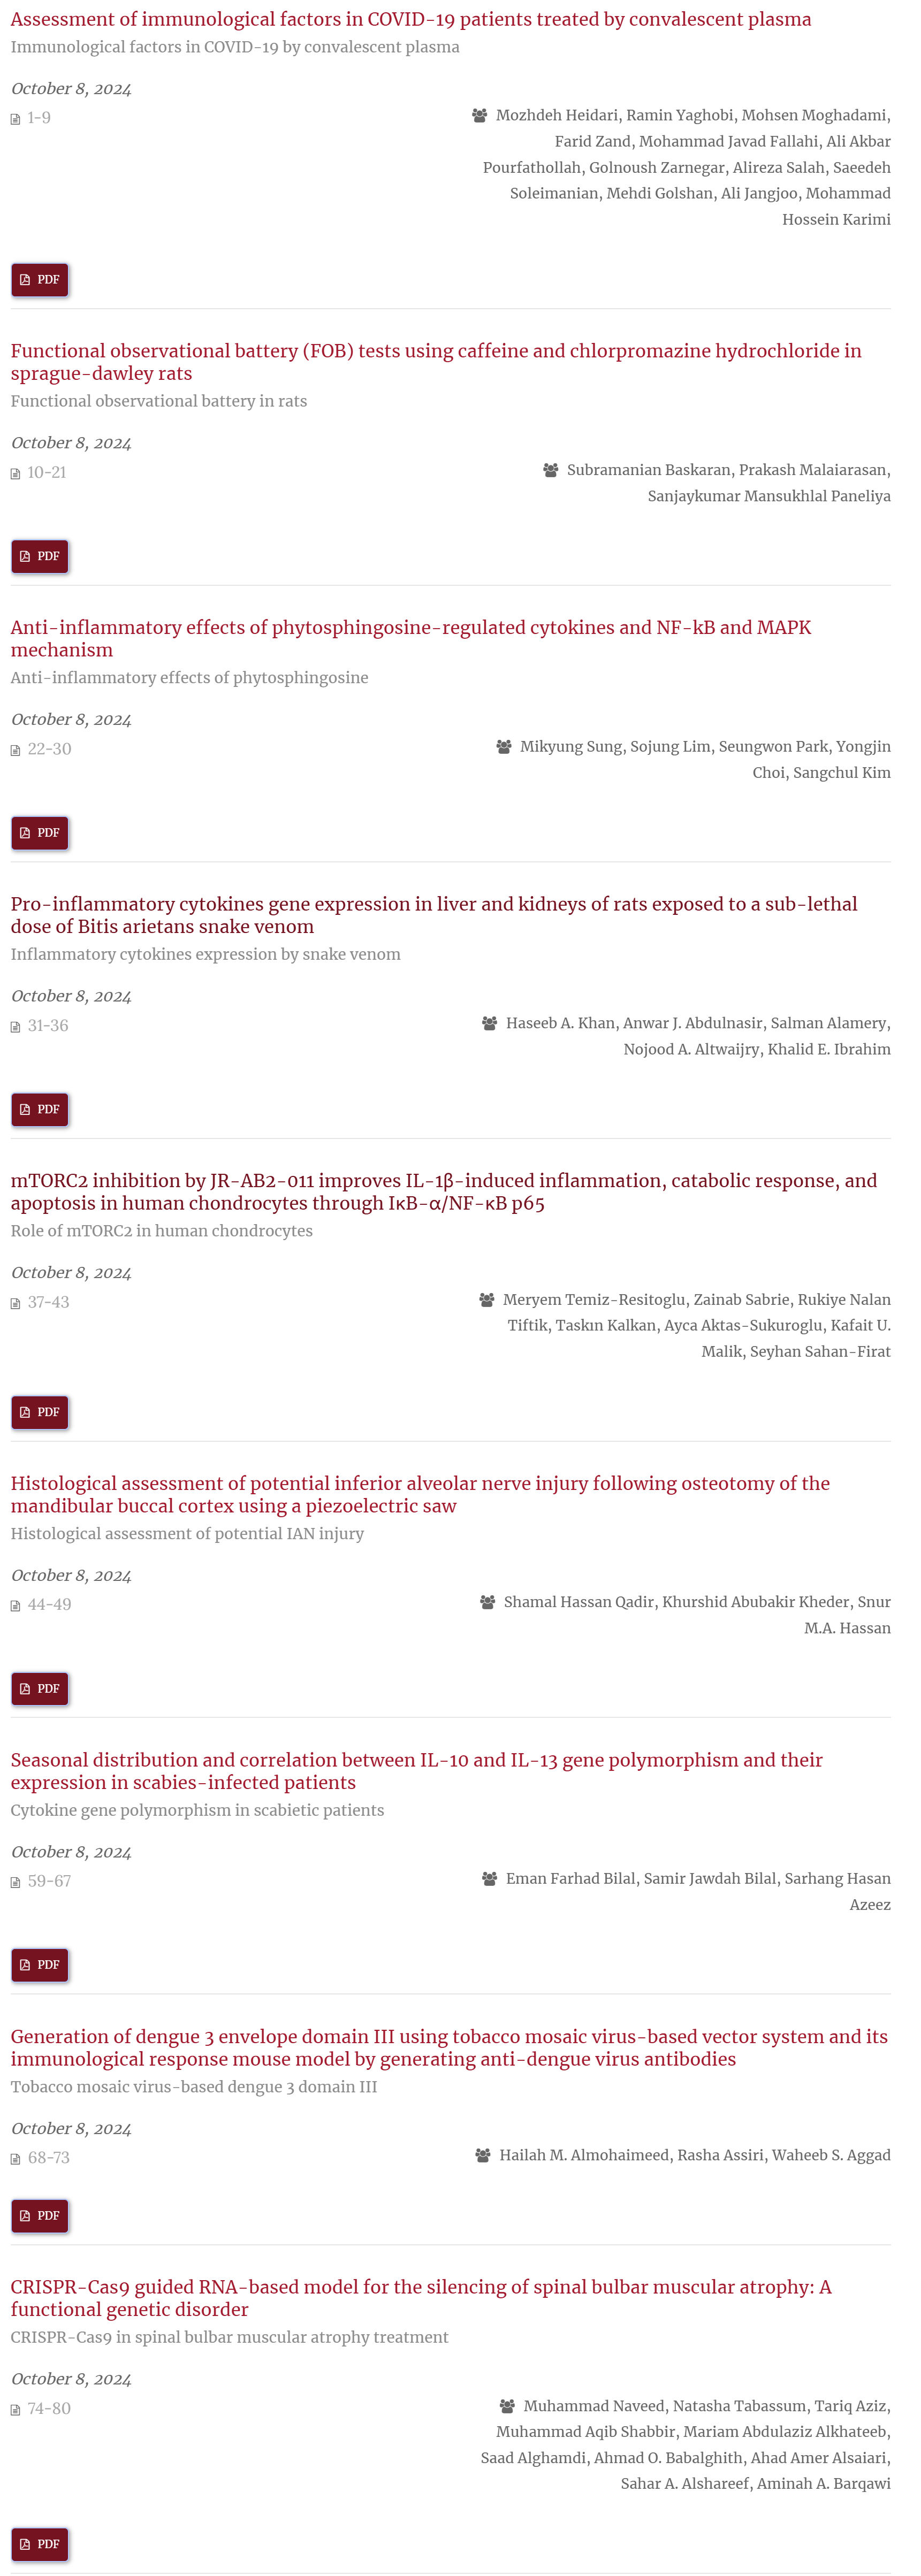 Assessment of immunological factors in COVID-19 patients treated by convalescent plasma
Immunological factors in COVID-19 by convalescent plasma
October 8, 2024
1-9
Mozhdeh Heidari, Ramin Yaghobi, Mohsen Moghadami,
Farid Zand, Mohammad Javad Fallahi, Ali Akbar
Pourfathollah, Golnoush Zarnegar, Alireza Salah, Saeedeh
Soleimanian, Mehdi Golshan, Ali Jangjoo, Mohammad
Hossein Karimi
PDF
Functional observational battery (FOB) tests using caffeine and chlorpromazine hydrochloride in
sprague-dawley rats
Functional observational battery in rats
October 8, 2024
10-21
Subramanian Baskaran, Prakash Malaiarasan,
Sanjaykumar Mansukhlal Paneliya
PDF
Anti-inflammatory effects of phytosphingosine-regulated cytokines and NF-kB and MAPK
mechanism
Anti-inflammatory effects of phytosphingosine
October 8, 2024
22-30
Mikyung Sung, Sojung Lim, Seungwon Park, Yongjin
Choi, Sangchul Kim
PDF
Pro-inflammatory cytokines gene expression in liver and kidneys of rats exposed to a sub-lethal
dose of Bitis arietans snake venom
Inflammatory cytokines expression by snake venom
October 8, 2024
31-36
Haseeb A. Khan, Anwar J. Abdulnasir, Salman Alamery,
Nojood A. Altwaijry, Khalid E. Ibrahim
PDF
mTORC2 inhibition by JR-AB2-011 improves IL-1β-induced inflammation, catabolic response, and
apoptosis in human chondrocytes through IκB-α/NF-κB p65
Role of mTORC2 in human chondrocytes
October 8, 2024
37-43
Meryem Temiz-Resitoglu, Zainab Sabrie, Rukiye Nalan
Tiftik, Taskın Kalkan, Ayca Aktas-Sukuroglu, Kafait U.
Malik, Seyhan Sahan-Firat
PDF
Histological assessment of potential inferior alveolar nerve injury following osteotomy of the
mandibular buccal cortex using a piezoelectric saw
Histological assessment of potential IAN injury
October 8, 2024
44-49
Shamal Hassan Qadir, Khurshid Abubakir Kheder, Snur
M.A. Hassan
PDF
Seasonal distribution and correlation between IL-10 and IL-13 gene polymorphism and their
expression in scabies-infected patients
Cytokine gene polymorphism in scabietic patients
October 8, 2024
59-67
Eman Farhad Bilal, Samir Jawdah Bilal, Sarhang Hasan
Azeez
PDF
Generation of dengue 3 envelope domain III using tobacco mosaic virus-based vector system and its
immunological response mouse model by generating anti-dengue virus antibodies
Tobacco mosaic virus-based dengue 3 domain III
October 8, 2024
68-73
Hailah M. Almohaimeed, Rasha Assiri, Waheeb S. Aggad
PDF
CRISPR-Cas9 guided RNA-based model for the silencing of spinal bulbar muscular atrophy: A
functional genetic disorder
CRISPR-Cas9 in spinal bulbar muscular atrophy treatment
October 8, 2024
74-80
Muhammad Naveed, Natasha Tabassum, Tariq Aziz,
Muhammad Aqib Shabbir, Mariam Abdulaziz Alkhateeb,
Saad Alghamdi, Ahmad O. Babalghith, Ahad Amer Alsaiari,
Sahar A. Alshareef, Aminah A. Barqawi
PDF